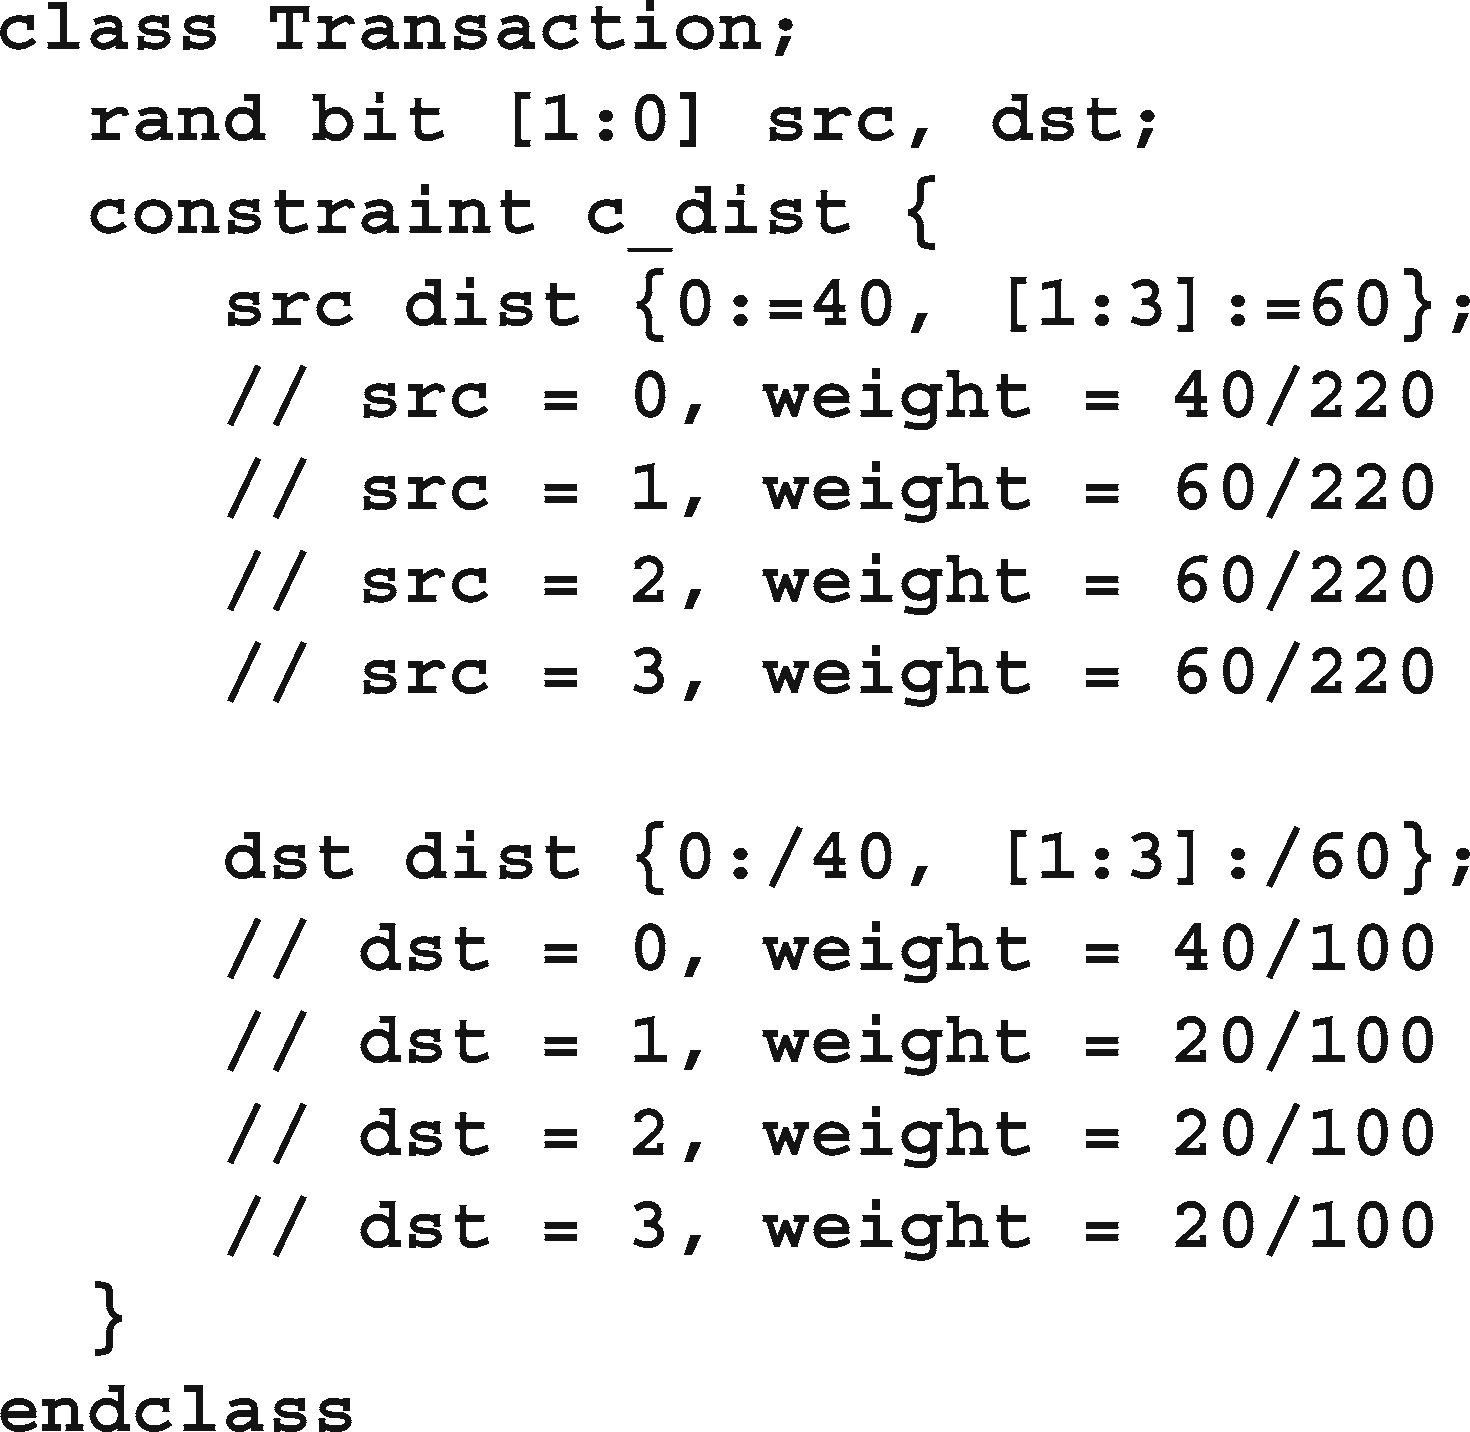 class Transaction;
  rand bit [1:0] src, dst;
  constraint c_dist {
      src dist {0:=40, [1:3]:=60};
      // src = 0, weight = 40/220
      // src = 1, weight = 60/220
      // src = 2, weight = 60/220
      // src = 3, weight = 60/220

      dst dist {0:/40, [1:3]:/60};
      // dst = 0, weight = 40/100
      // dst = 1, weight = 20/100
      // dst = 2, weight = 20/100
      // dst = 3, weight = 20/100
  }
endclass